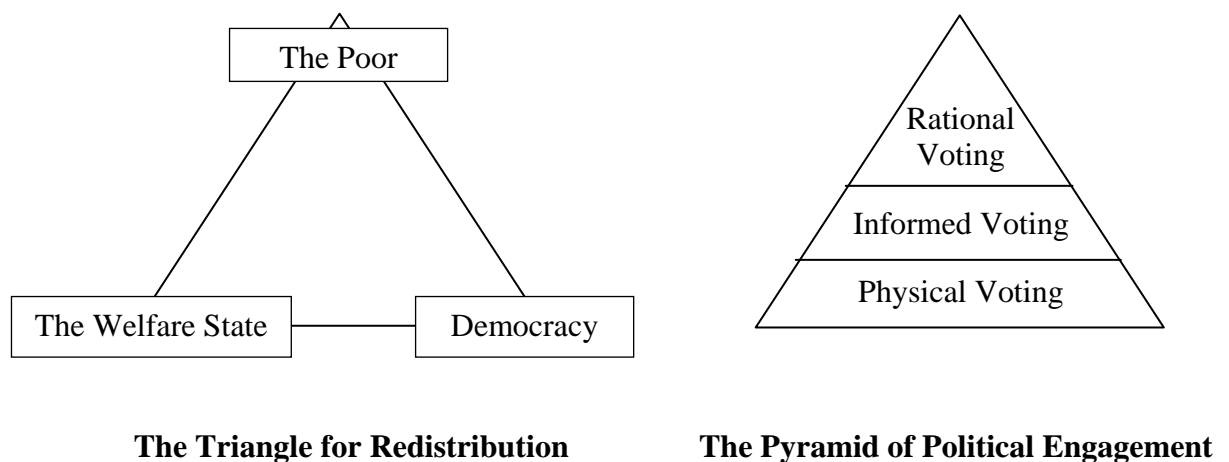 The Poor
The Welfare State
Democracy
The Triangle for Redistribution
Rational
Voting
Informed Voting
Physical Voting
The Pyramid of Political Engagement